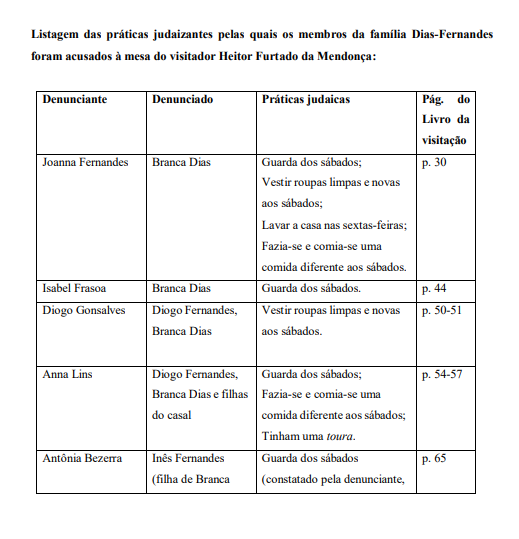 Listagem das práticas judaizantes pelas quais os membros da família Dias-Fernandes
foram acusados à mesa do visitador Heitor Furtado da Mendonça:
Denunciante Denunciado Práticas judaicas Pág. do
Livro da
visitação
Joanna Fernandes Branca Dias Guarda dos sábados; p. 30
Vestir roupas limpas e novas
aos sábados;
Lavar a casa nas sextas-feiras;
Fazia-se e comia-se uma
comida diferente aos sábados.
Isabel Frasoa Branca Dias Guarda dos sábados. p. 44
Diogo Gonsalves Diogo Fernandes, Vestir roupas limpas e novas p. 50-51
Branca Dias aos sábados.
Anna Lins Diogo Fernandes, Guarda dos sábados; p. 54-57
Branca Dias e filhas Fazia-se e comia-se uma
do casal comida diferente aos sábados;
Tinham uma toura.
Antônia Bezerra Inês Fernandes Guarda dos sábados p. 65
(filha de Branca (constatado pela denunciante,